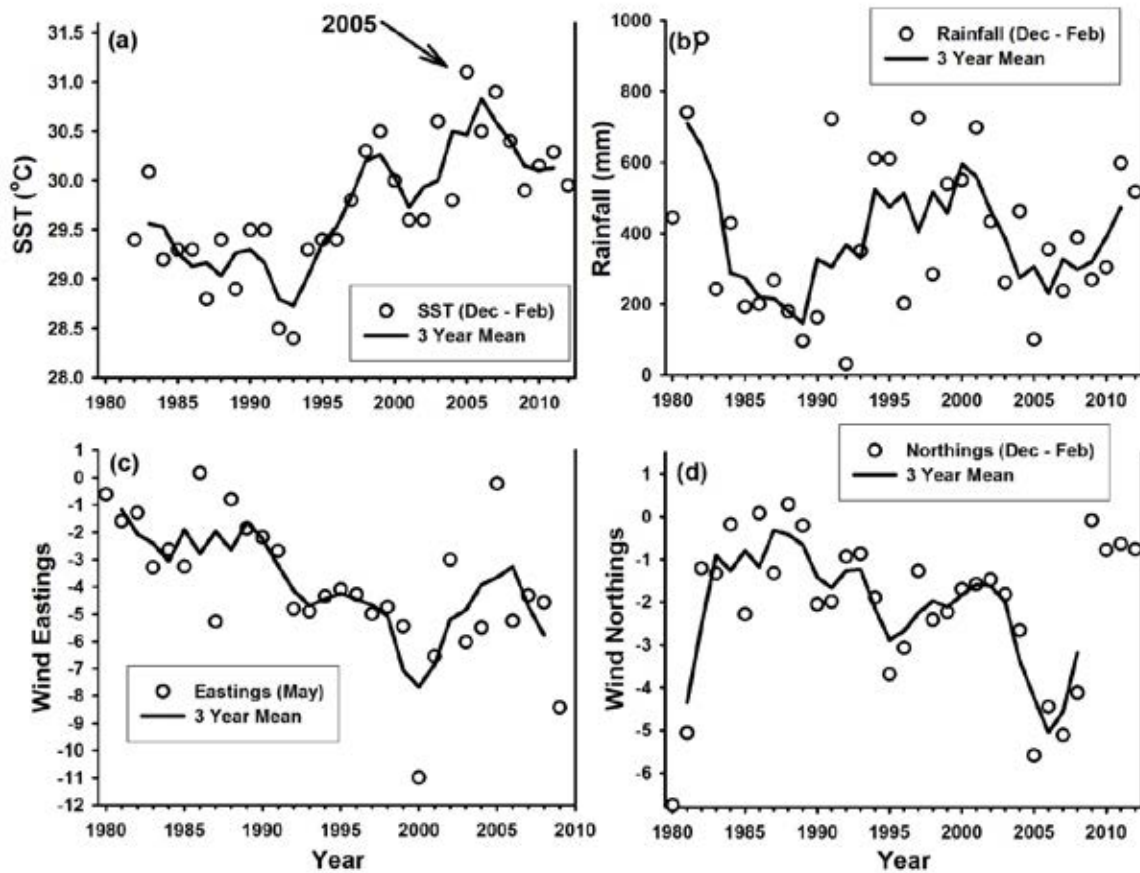 (a)
2005
SST (°C)
31.5
31.0
30.5
30.0
29.5
29.0
28.5
28.0
SST (Dec - Feb)
3 Year Mean
1980 1985 1990 1995 2000 2005 2010
(b)
Rainfall (Dec - Feb)
3 Year Mean
Rainfall (mm)
1000
800
600
400
200
0
1980 1985 1990 1995 2000 2005 2010
(c)
Wind Eastings
1
0
-1
-2
-3
-4
-5
-6
-7
-8
-9
-10
-11
-12
Eastings (May)
3 Year Mean
1980 1985 1990 1995 2000 2005 2010
Year
(d)
Northings (Dec - Feb)
3 Year Mean
Wind Northings
1
0
-1
-2
-3
-4
-5
-6
1980 1985 1990 1995 2000 2005 2010
Year